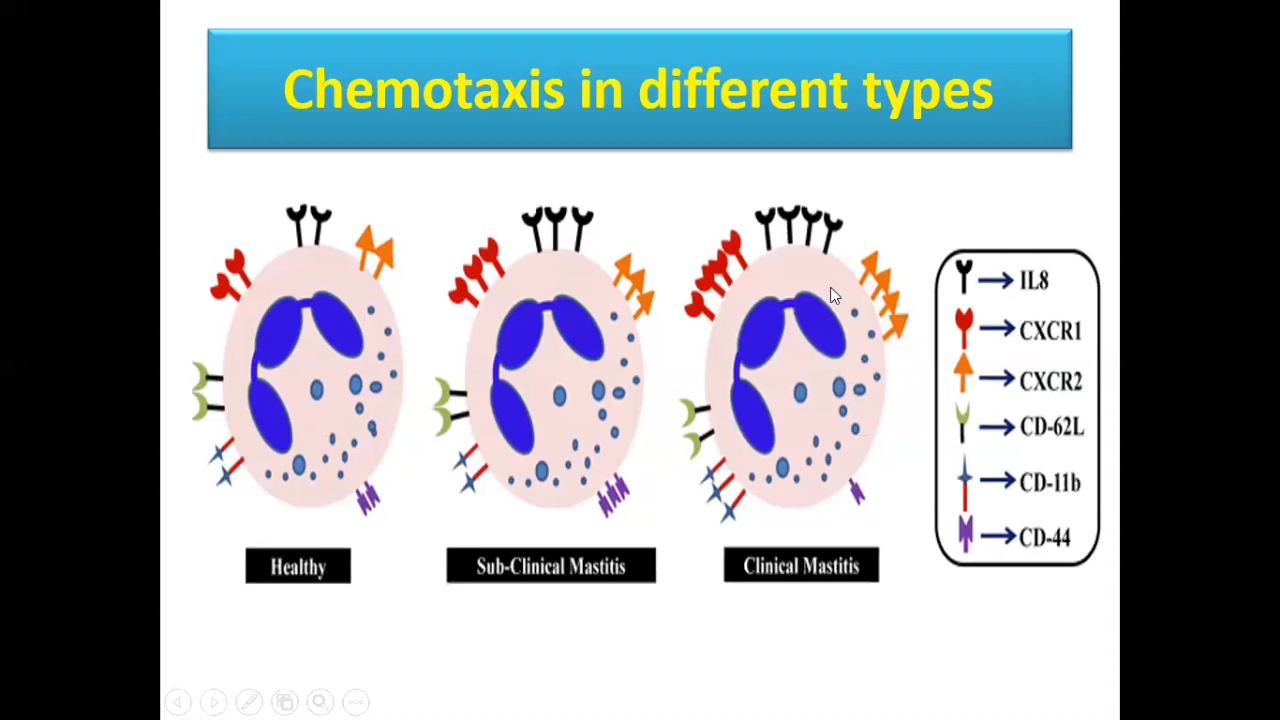 Chemotaxis in different types
IL8
CXCR1
CXCR2
CD-62L
CD-11b
CD-44
Healthy
Sub-Clinical Mastitis
Clinical Mastitis